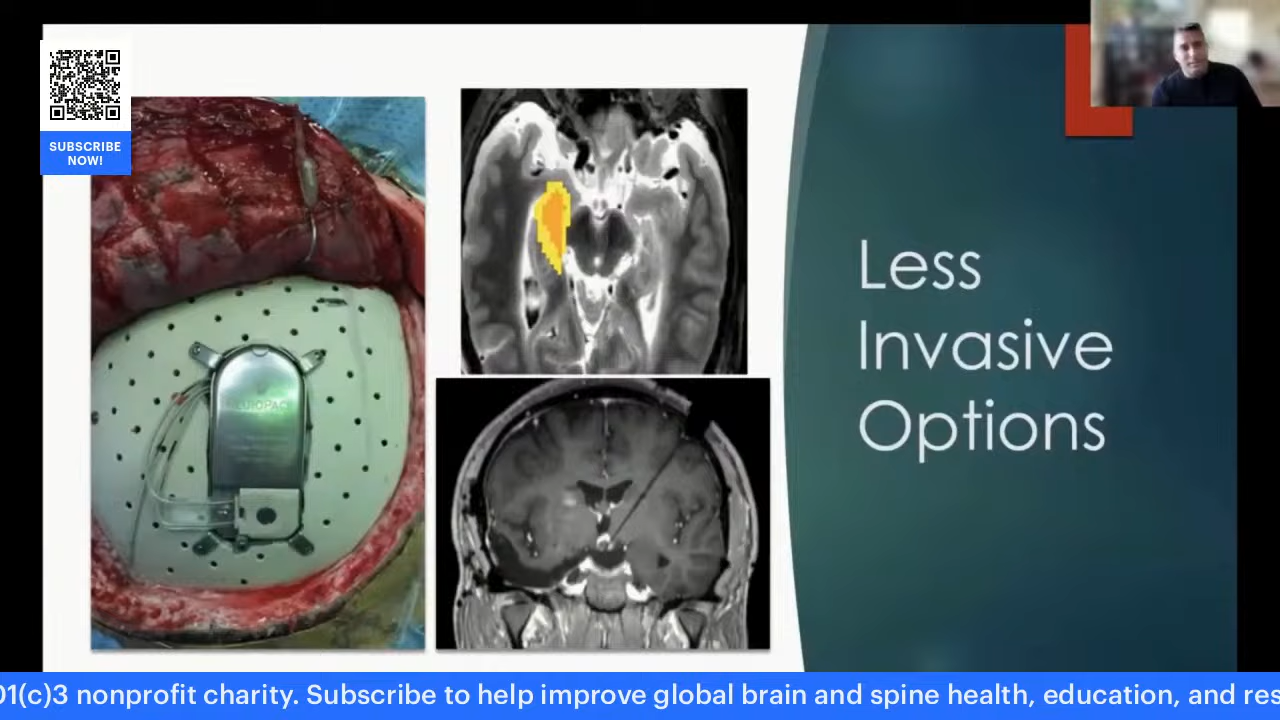 SUBSCRIBE
NOW!
Less
Invasive
Options
01(c)3 nonprofit charity. Subscribe to help improve global brain and spine health, education, and res